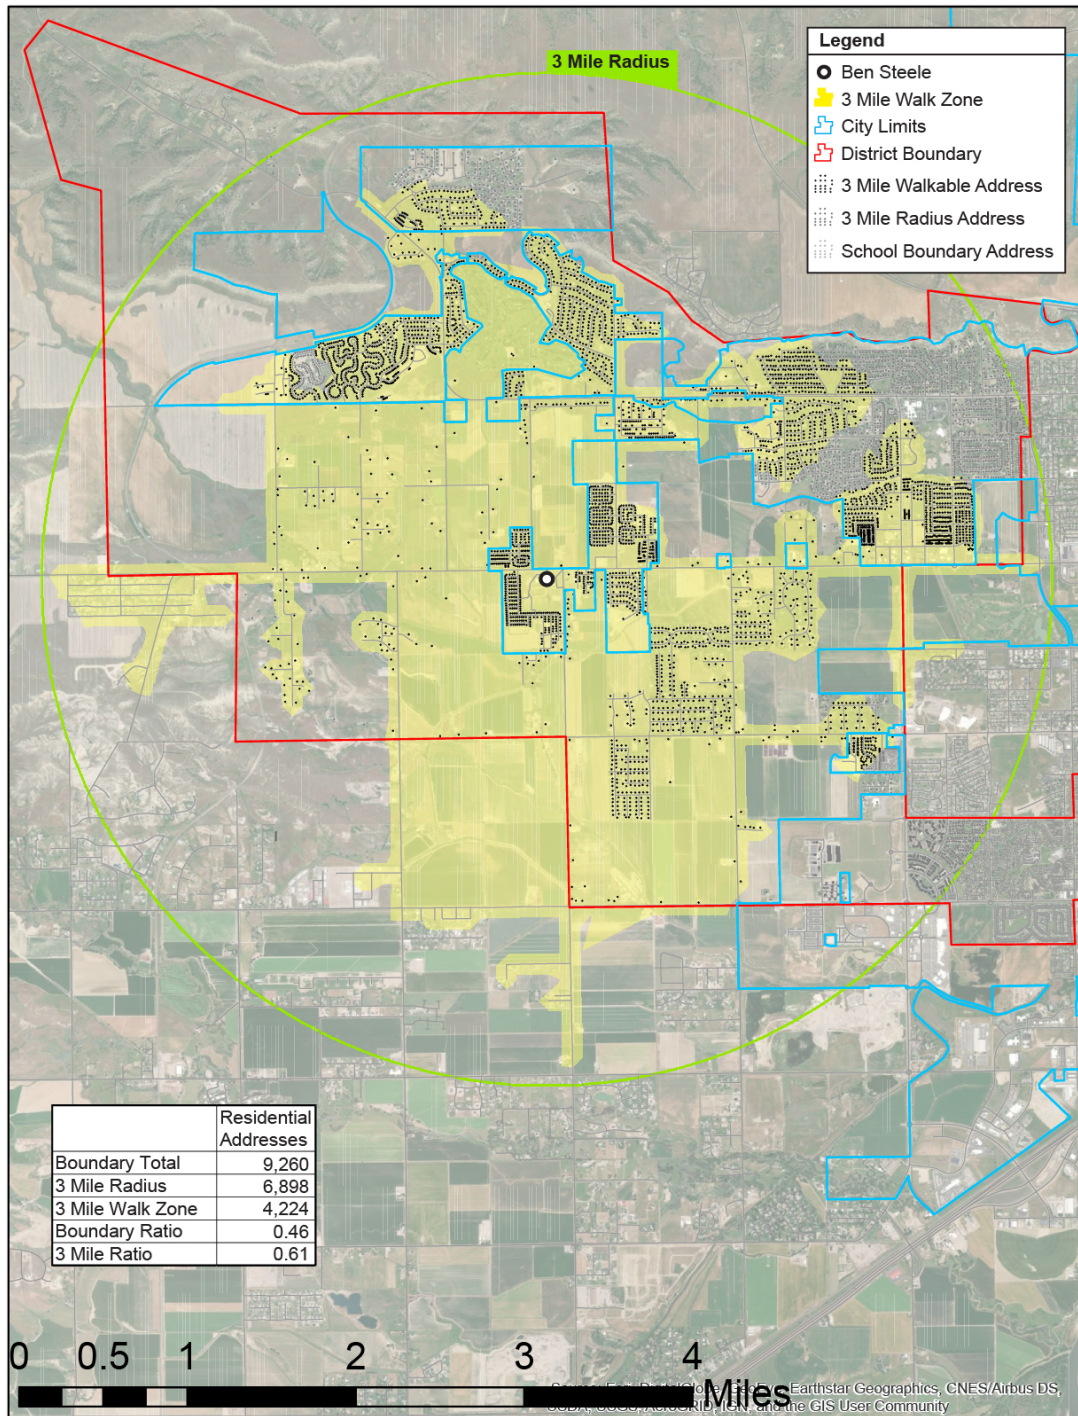 3 Mile Radius
Legend
Ben Steele
3 Mile Walk Zone
City Limits
District Boundary
3 Mile Walkable Address
3 Mile Radius Address
School Boundary Address
Residential
Addresses
Boundary Total 9,260
3 Mile Radius 6,898
3 Mile Walk Zone 4,224
Boundary Ratio 0.46
3 Mile Ratio 0.61
0 0.5 1 2 3 4
Miles
Earthstar Geographics, CNES/Airbus DS,
and the GIS User Community